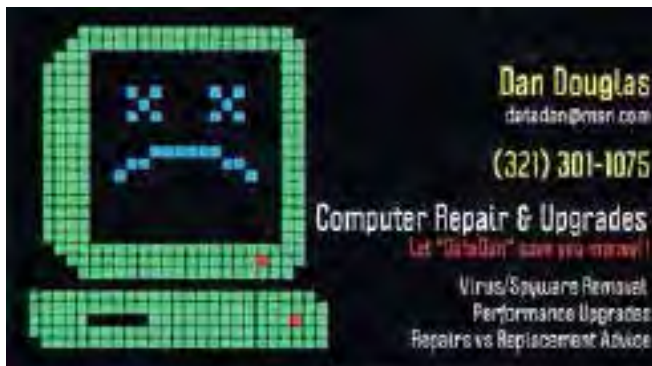 Dan Douglas
datadan@msn.com
(321) 301-1075
Computer Repair & Upgrades
Let "DataDan" save you money!!
Virus/Spyware Removal
Performance Upgrades
Repairs vs Replacement Advice